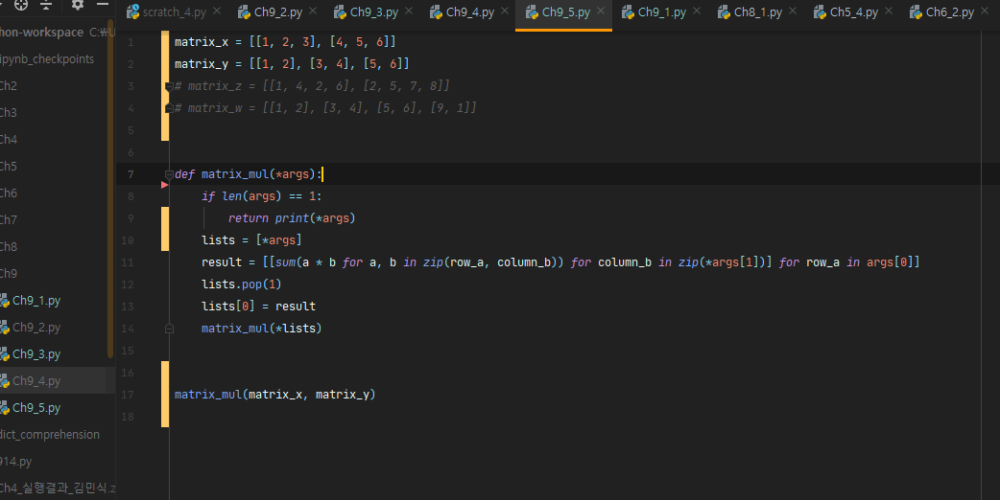 scratch_4.py Ch9_2.py Ch9_3.py Ch9_4.py Ch9_5.py Ch9_1.py Ch8_1.py Ch5_4.py Ch6_2.py
hon-workspace C:₩U
ipynb_checkpoints
Ch2
Ch3
Ch4
Ch5
Ch6
Ch7
Ch8
Ch9
Ch9_1.py
Ch9_2.py
Ch9_3.py
Ch9_4.py
Ch9_5.py
dict_comprehension
914.py
Ch4_실행결과_김민식.z
1 matrix_x = [[1, 2, 3], [4, 5, 6]]
2 matrix_y = [[1, 2], [3, 4], [5, 6]]
3 # matrix_z = [[1, 4, 2, 6], [2, 5, 7, 8]]
4 # matrix_w = [[1, 2], [3, 4], [5, 6], [9, 1]]
5
6
7 def matrix_mul(*args):
8 if len(args) == 1:
9 return print(*args)
10 lists = [*args]
11 result = [[sum(a * b for a, b in zip(row_a, column_b)) for column_b in zip(*args[1])] for row_a in args[0]]
12 lists.pop(1)
13 lists[0] = result
14 matrix_mul(*lists)
15
16
17 matrix_mul(matrix_x, matrix_y)
18